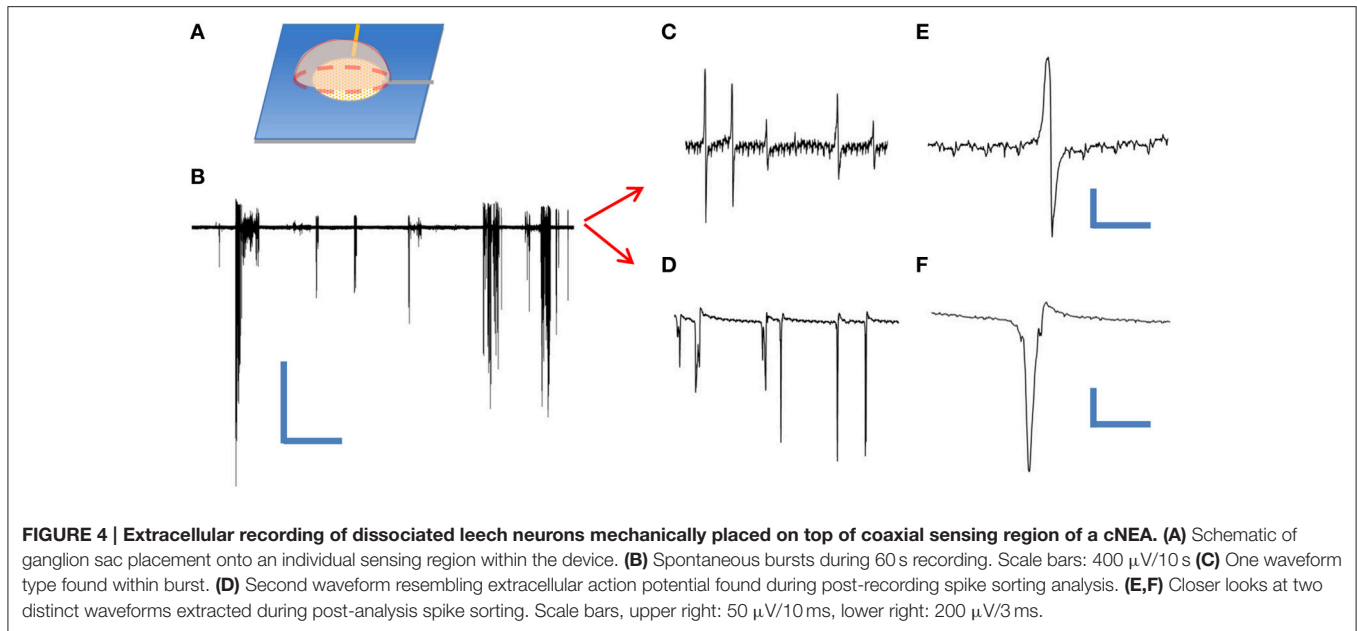 A
C
E
B
D
F
FIGURE 4 | Extracellular recording of dissociated leech neurons mechanically placed on top of coaxial sensing region of a cNEA. (A) Schematic of
ganglion sac placement onto an individual sensing region within the device. (B) Spontaneous bursts during 60 s recording. Scale bars: 400 μV/10 s (C) One waveform
type found within burst. (D) Second waveform resembling extracellular action potential found during post-recording spike sorting analysis. (E,F) Closer looks at two
distinct waveforms extracted during post-analysis spike sorting. Scale bars, upper right: 50 μV/10 ms, lower right: 200 μV/3 ms.